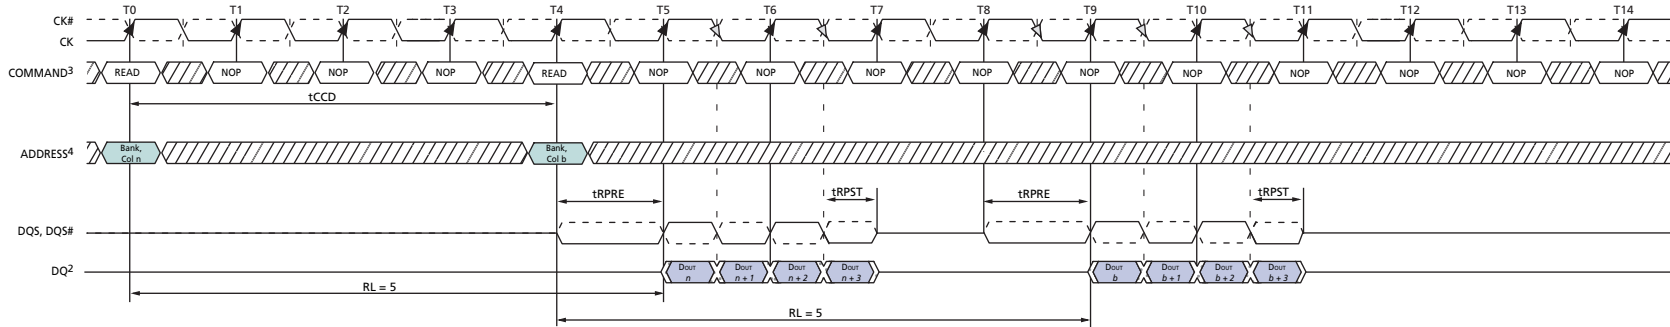 T0 T1 T2 T3 T4 T5 T6 T7 T8 T9 T10 T11 T12 T13 T14
CK#
CK
COMMAND3 READ NOP NOP NOP READ NOP NOP NOP NOP NOP NOP NOP NOP NOP NOP
tCCD
ADDRESS4 Bank, Col n Bank, Col b
tRPRE tRPST tRPRE tRPST
DQS, DQS#
DQ2 DOUT n DOUT n + 1 DOUT n + 2 DOUT n + 3 DOUT b DOUT b + 1 DOUT b + 2 DOUT b + 3
RL = 5
RL = 5